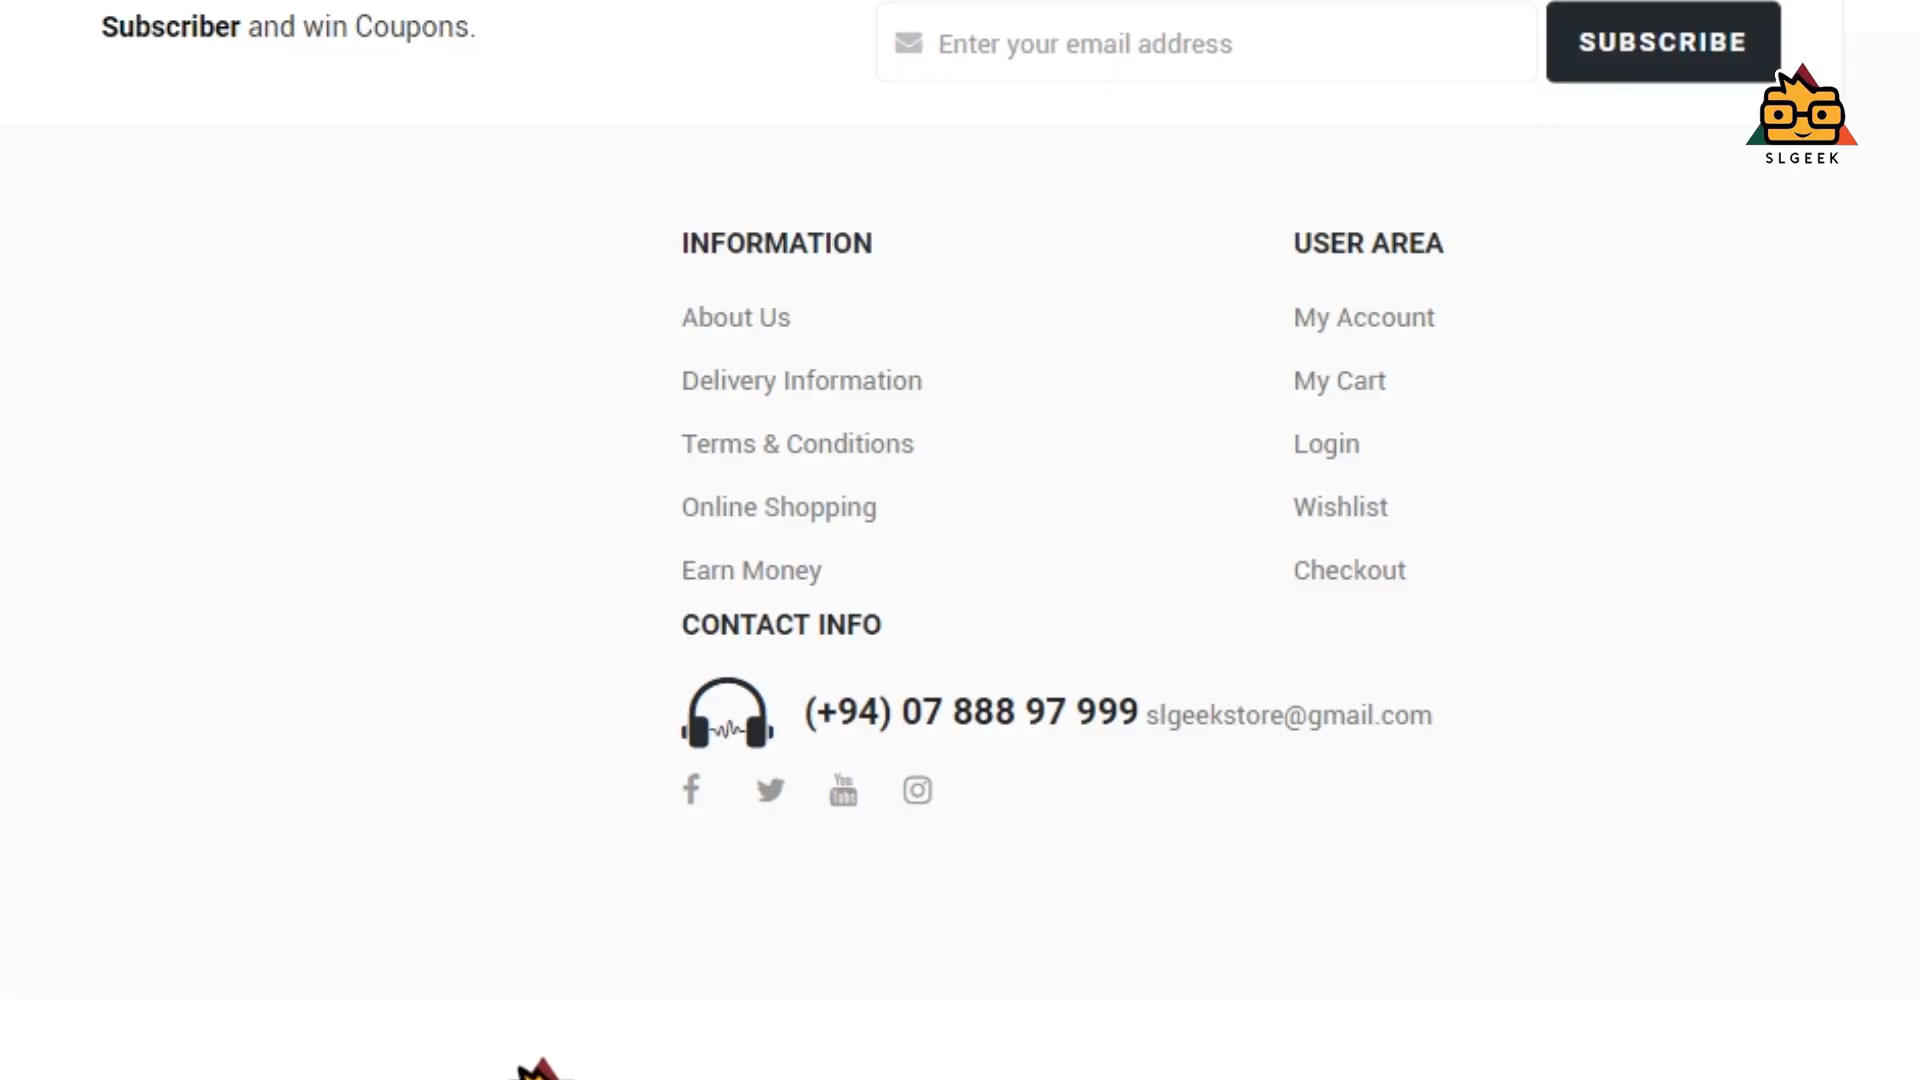 Subscriber and win Coupons.
Enter your email address
SUBSCRIBE
SLGEEK
INFORMATION
About Us
Delivery Information
Terms & Conditions
Online Shopping
Earn Money
USER AREA
My Account
My Cart
Login
Wishlist
Checkout
CONTACT INFO
(+94) 07 888 97 999 slgeekstore@gmail.com
You
Tube